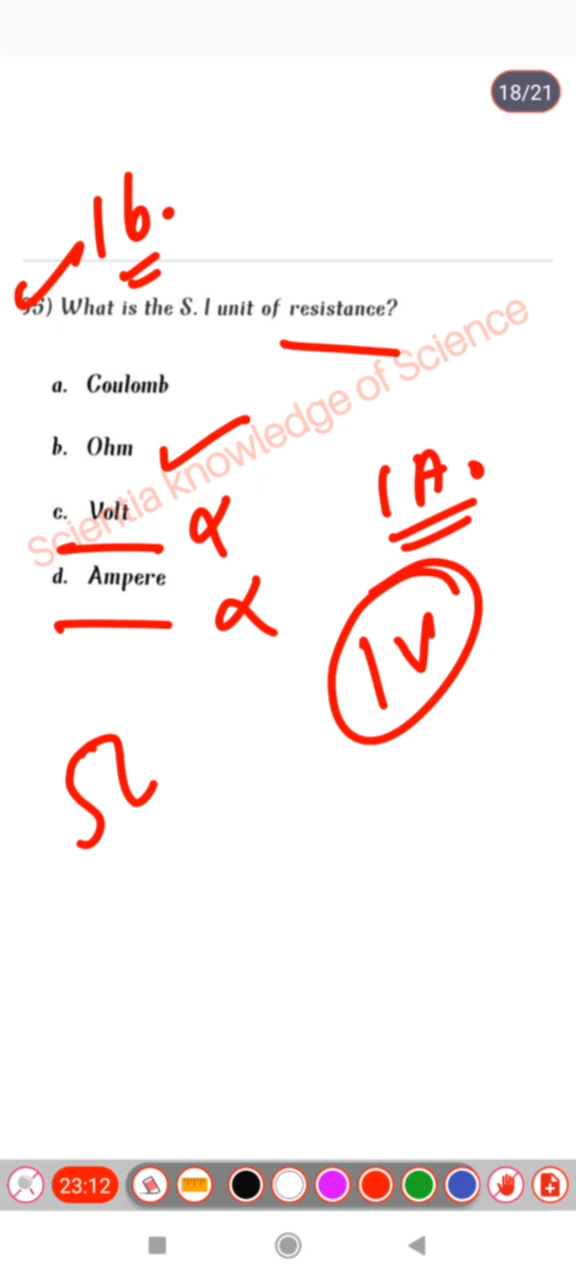 18/21
16.
5) What is the S. I unit of resistance?
a. Coulomb
b. Ohm
c. Volt
d. Ampere
Scientia knowledge of Science
1A.
1V
Ω
23:12